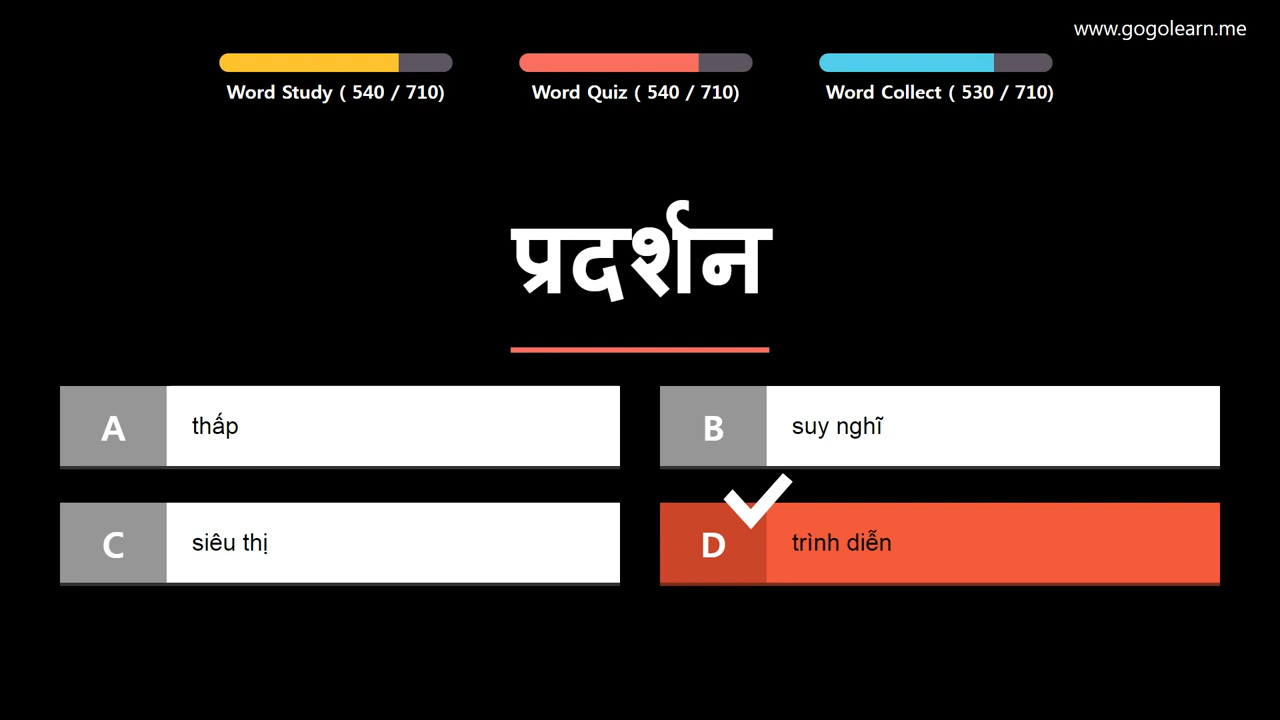 www.gogolearn.me
Word Study ( 540 / 710)
Word Quiz ( 540 / 710)
Word Collect ( 530 / 710)
प्रदर्शन
A thấp
B suy nghĩ
C siêu thị
D trình diễn